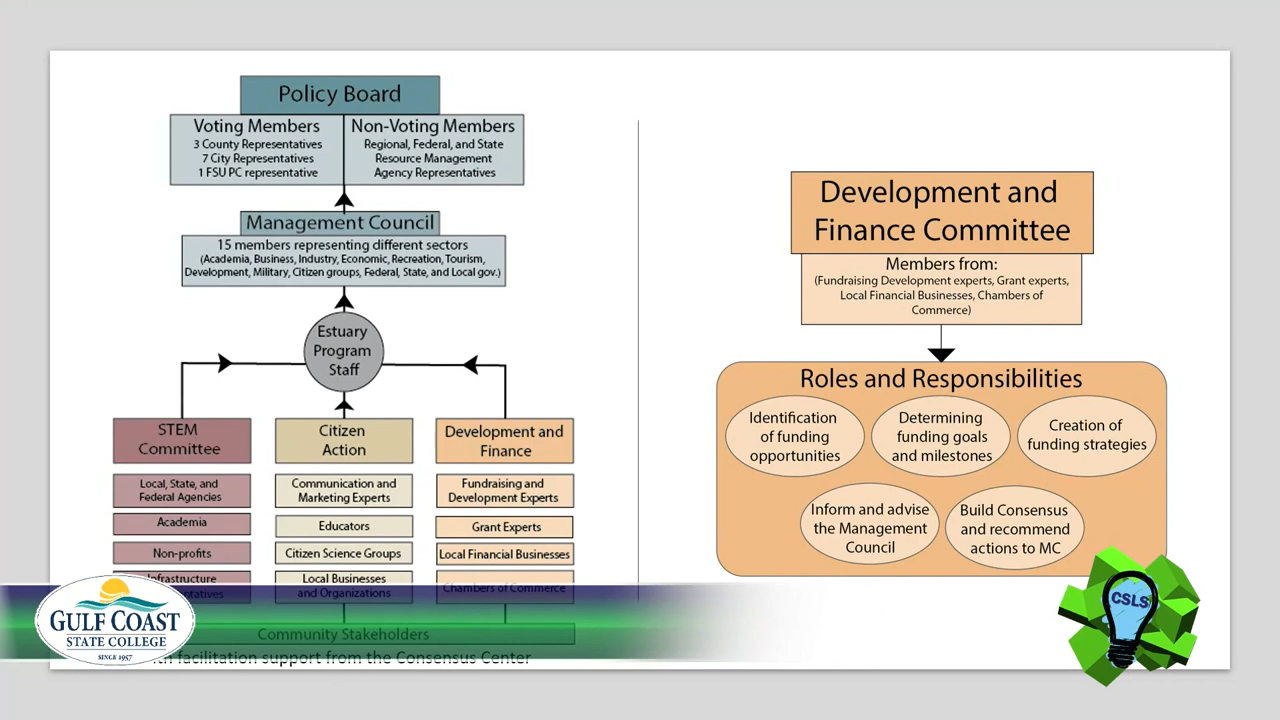 Policy Board
Voting Members
3 County Representatives
7 City Representatives
1 FSU PC representative
Non-Voting Members
Regional, Federal, and State
Resource Management
Agency Representatives
Management Council
15 members representing different sectors
(Academia, Business, Industry, Economic, Recreation, Tourism,
Development, Military, Citizen groups, Federal, State, and Local gov.)
Estuary
Program
Staff
STEM
Committee
Local, State, and
Federal Agencies
Academia
Non-profits
Infrastructure
Citizen
Action
Communication and
Marketing Experts
Educators
Citizen Science Groups
Local Businesses
and Organizations
Development and
Finance
Fundraising and
Development Experts
Grant Experts
Local Financial Businesses
Chambers of Commerce
Community Stakeholders
facilitation support from the Consensus Center
Development and
Finance Committee
Members from:
(Fundraising Development experts, Grant experts,
Local Financial Businesses, Chambers of
Commerce)
Roles and Responsibilities
Identification
of funding
opportunities
Determining
funding goals
and milestones
Creation of
funding strategies
Inform and advise
the Management
Council
Build Consensus
and recommend
actions to MC
GULF COAST
STATE COLLEGE
SINCE 1957
CSLS